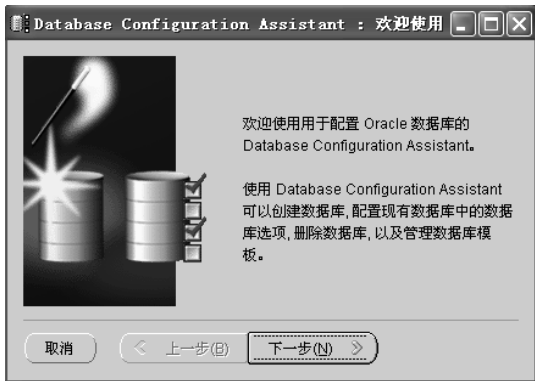 Database Configuration Assistant : 欢迎使用
欢迎使用用于配置 Oracle 数据库的
Database Configuration Assistant。
使用 Database Configuration Assistant
可以创建数据库, 配置现有数据库中的数据
库选项, 删除数据库, 以及管理数据库模
板。
取消
上一步(B)
下一步(N)